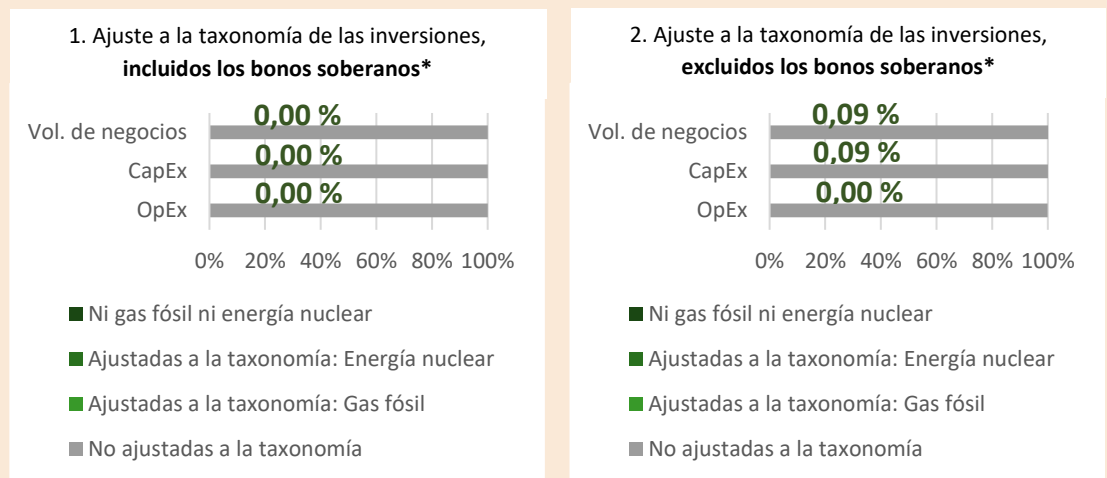 1. Ajuste a la taxonomía de las inversiones,
incluidos los bonos soberanos*
Vol. de negocios 0,00 %
CapEx 0,00 %
OpEx 0,00 %
0% 20% 40% 60% 80% 100%
Ni gas fósil ni energía nuclear
Ajustadas a la taxonomía: Energía nuclear
Ajustadas a la taxonomía: Gas fósil
No ajustadas a la taxonomía
2. Ajuste a la taxonomía de las inversiones,
excluidos los bonos soberanos*
Vol. de negocios 0,09 %
CapEx 0,09 %
OpEx 0,00 %
0% 20% 40% 60% 80% 100%
Ni gas fósil ni energía nuclear
Ajustadas a la taxonomía: Energía nuclear
Ajustadas a la taxonomía: Gas fósil
No ajustadas a la taxonomía